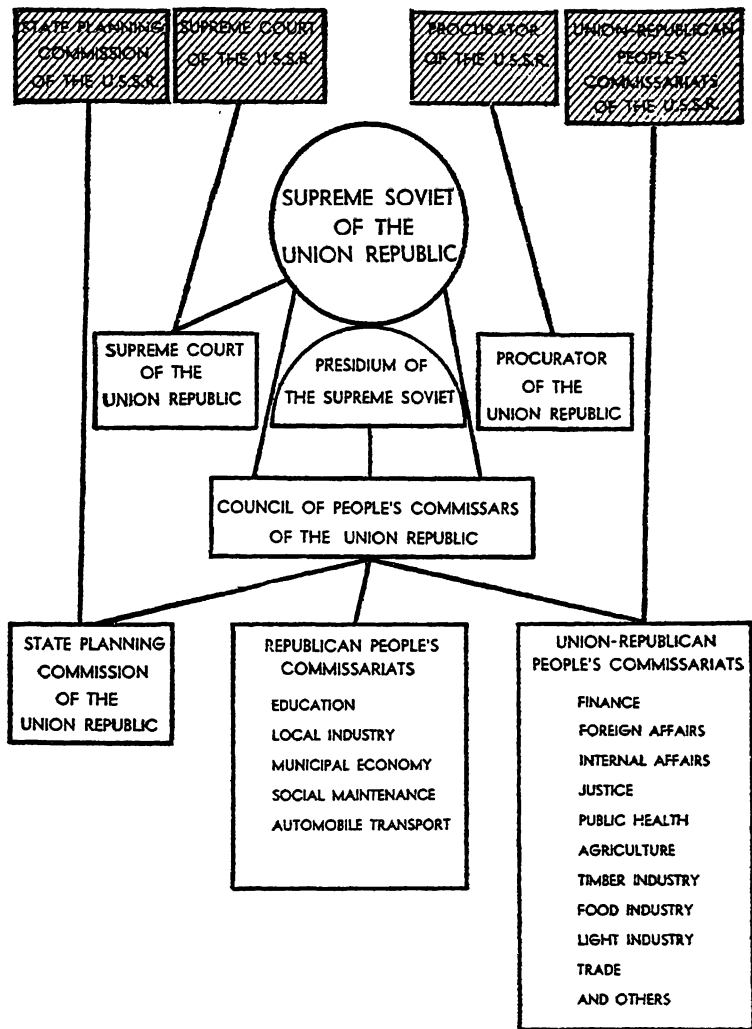 STATE PLANNING
COMMISSION
OF THE U.S.S.R.
SUPREME COURT
OF THE U.S.S.R.
PROCURATOR
OF THE U.S.S.R.
UNION-REPUBLICAN
PEOPLE'S
COMMISSARIATS
OF THE U.S.S.R.
SUPREME SOVIET
OF THE
UNION REPUBLIC
SUPREME COURT
OF THE
UNION REPUBLIC
PRESIDIUM OF
THE SUPREME SOVIET
PROCURATOR
OF THE
UNION REPUBLIC
COUNCIL OF PEOPLE'S COMMISSARS
OF THE UNION REPUBLIC
STATE PLANNING
COMMISSION
OF THE
UNION REPUBLIC
REPUBLICAN PEOPLE'S
COMMISSARIATS
EDUCATION
LOCAL INDUSTRY
MUNICIPAL ECONOMY
SOCIAL MAINTENANCE
AUTOMOBILE TRANSPORT
UNION-REPUBLICAN
PEOPLE'S COMMISSARIATS
FINANCE
FOREIGN AFFAIRS
INTERNAL AFFAIRS
JUSTICE
PUBLIC HEALTH
AGRICULTURE
TIMBER INDUSTRY
FOOD INDUSTRY
LIGHT INDUSTRY
TRADE
AND OTHERS